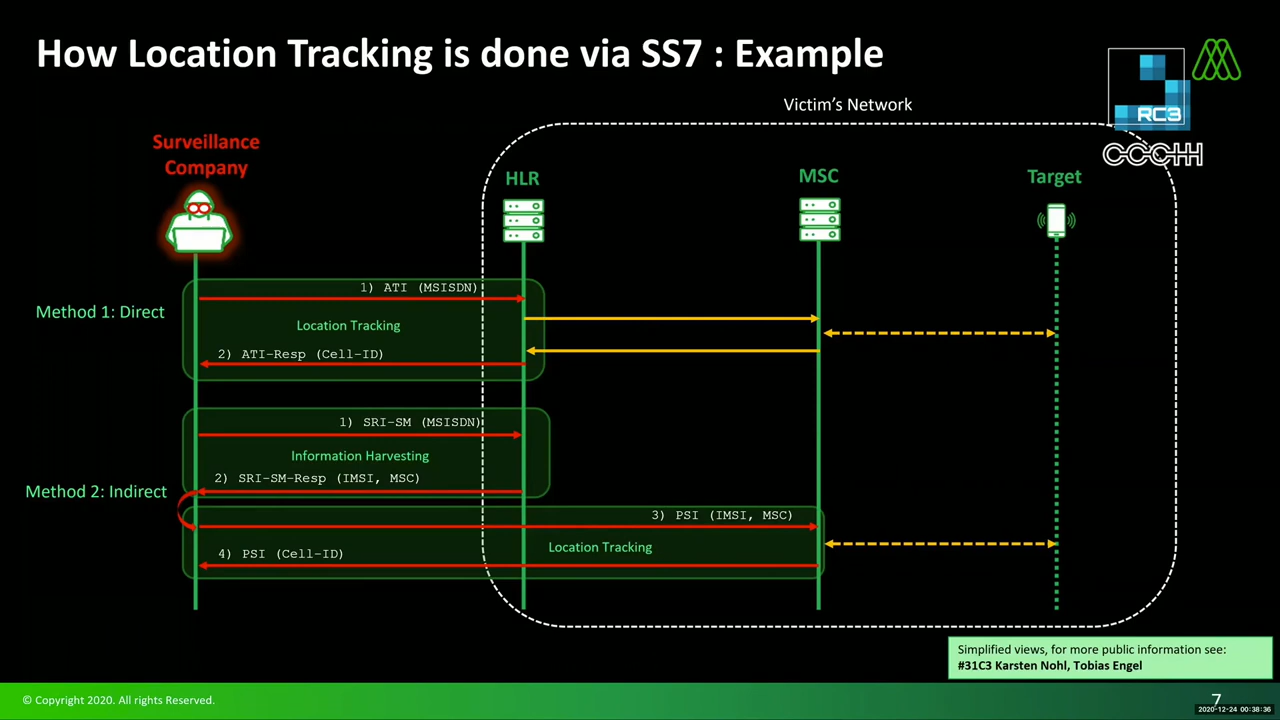 How Location Tracking is done via SS7 : Example
RC3
CCCHH
Victim's Network
Surveillance
Company
HLR
MSC
Target
Method 1: Direct
1) ATI (MSISDN)
Location Tracking
2) ATI-Resp (Cell-ID)
Method 2: Indirect
1) SRI-SM (MSISDN)
Information Harvesting
2) SRI-SM-Resp (IMSI, MSC)
3) PSI (IMSI, MSC)
Location Tracking
4) PSI (Cell-ID)
Simplified views, for more public information see:
#31C3 Karsten Nohl, Tobias Engel
© Copyright 2020. All rights Reserved.
7
2020-12-24 00:38:36